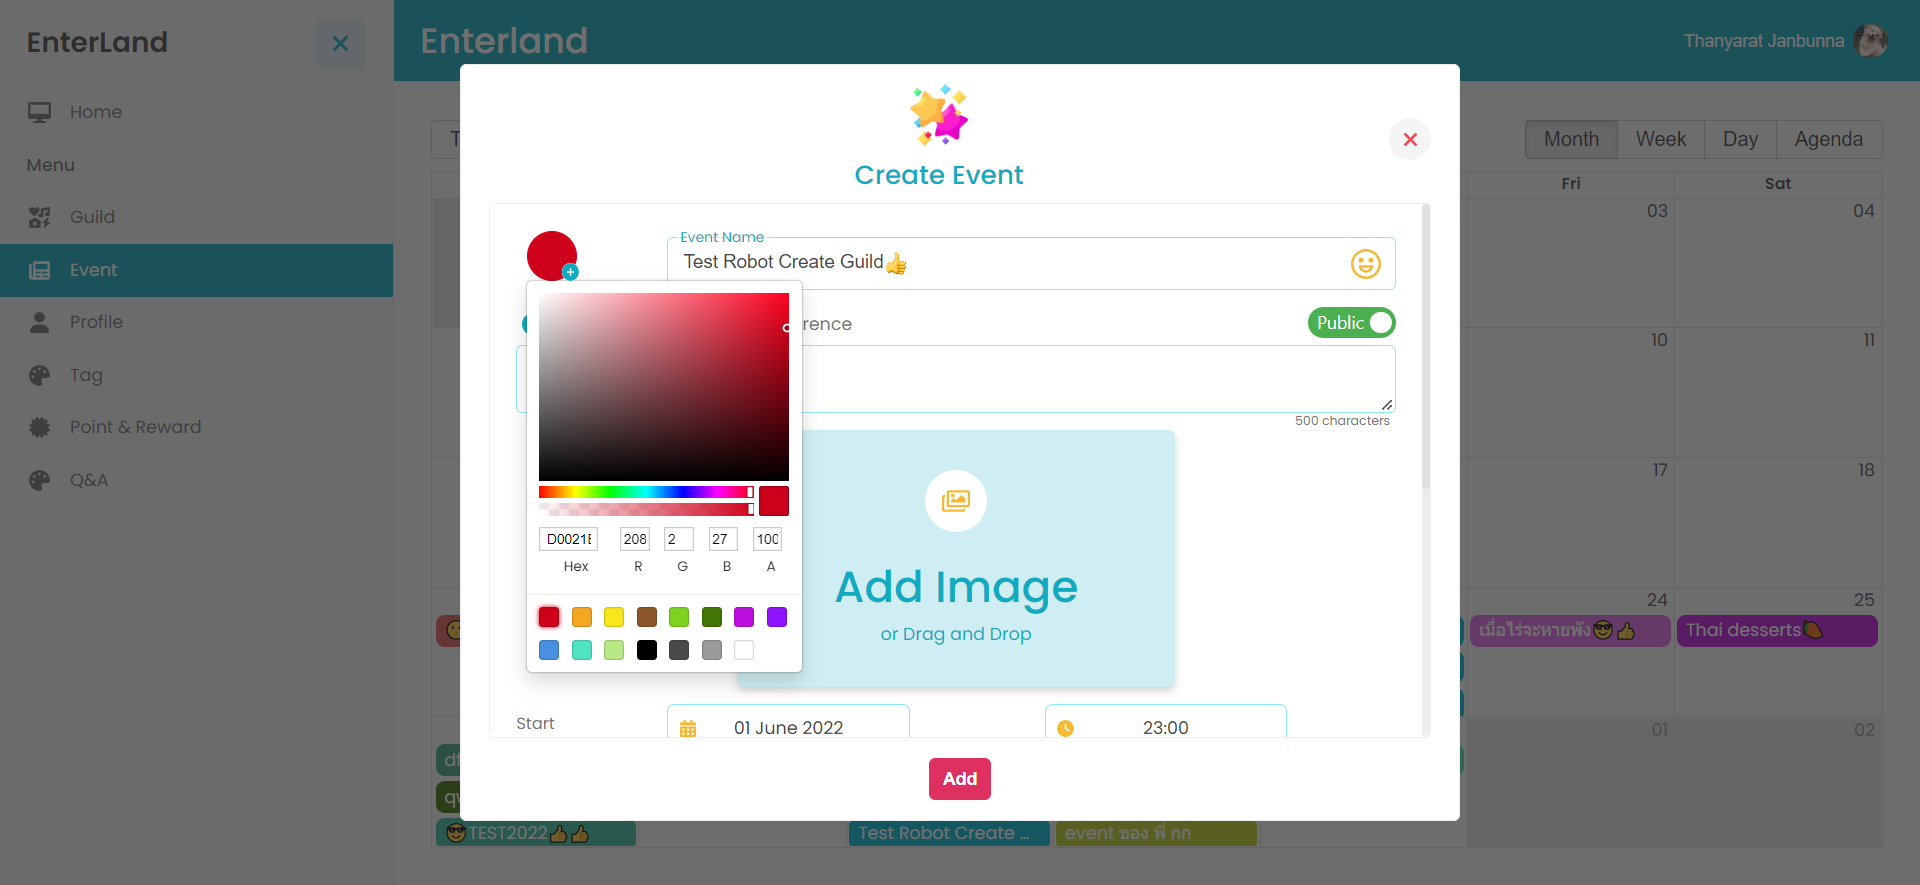 EnterLand
Enterland
Thanyarat Janbunna
Home
Menu
Guild
Event
Profile
Tag
Point & Reward
Q&A
Month
Week
Day
Agenda
Fri
Sat
03
04
10
11
17
18
24
25
เมื่อไร่จะหายพัง😎👍
Thai desserts🥭
01
02
😎TEST2022👍👍
Test Robot Create ...
event ของ พี่ กก
Create Event
Event Name
Test Robot Create Guild👍
rence
Public
500 characters
D0021
208
2
27
100
Hex
R
G
B
A
Add Image
or Drag and Drop
Start
01 June 2022
23:00
Add